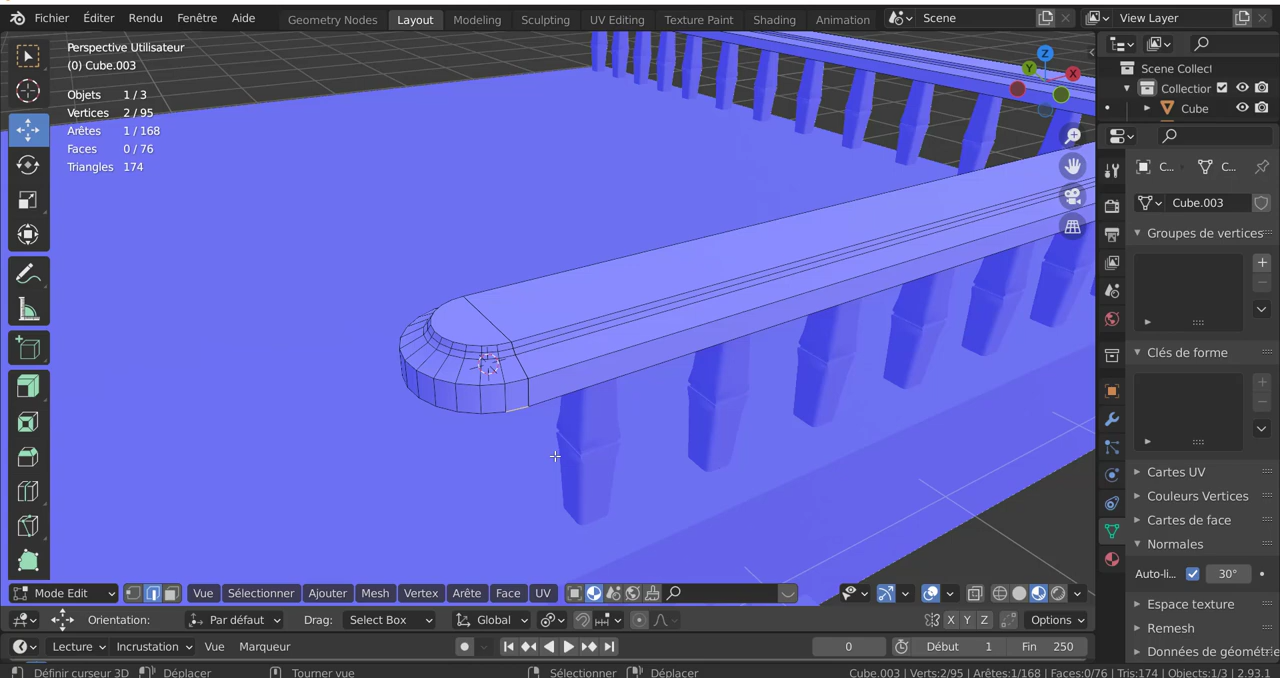 Fichier Éditer Rendu Fenêtre Aide Geometry Nodes Layout Modeling Sculpting UV Editing Texture Paint Shading Animation Scene View Layer
Perspective Utilisateur
(0) Cube.003
Objets 1 / 3
Vertices 2 / 95
Arêtes 1 / 168
Faces 0 / 76
Triangles 174
Z
Y
X
Scene Collect
Collection
Cube
C... C...
Cube.003
Groupes de vertices
Clés de forme
Cartes UV
Couleurs Vertices
Cartes de face
Normales
Auto-li... 30°
Espace texture
Remesh
Données de géométrie
Mode Edit Vue Sélectionner Ajouter Mesh Vertex Arête Face UV
Orientation: Par défaut Drag: Select Box Global X Y Z Options
Lecture Incrustation Vue Marqueur 0 Début 1 Fin 250
Définir curseur 3D Déplacer Tourner vue Sélectionner Déplacer Cube.003 | Verts:2/95 | Arêtes:1/168 | Faces:0/76 | Tris:174 | Objects:1/3 | 2.93.1